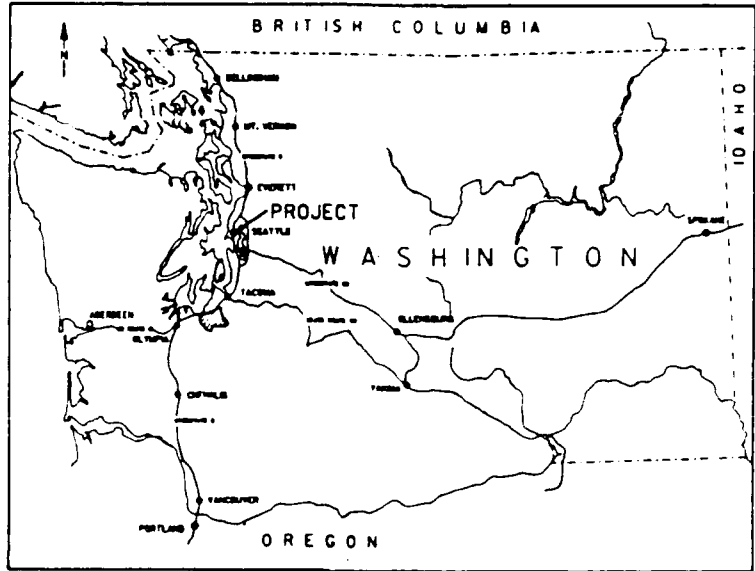 BRITISH COLUMBIA
N
BELLINGHAM
IDAHO
MT. VERNON
EVERETT
PROJECT
SEATTLE
SPOKANE
WASHINGTON
TACOMA
ABERDEEN
OLYMPIA
ELLENSBURG
YAKIMA
CHEHALIS
VANCOUVER
PORTLAND
OREGON